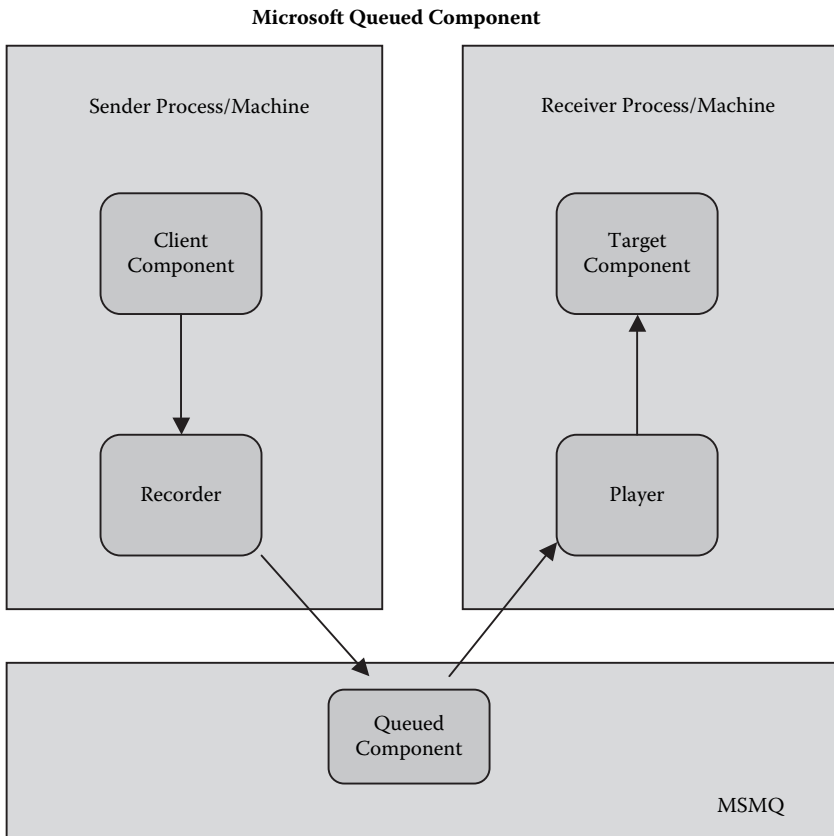 Microsoft Queued Component
Sender Process/Machine
Client
Component
Recorder
Receiver Process/Machine
Target
Component
Player
Queued
Component
MSMQ